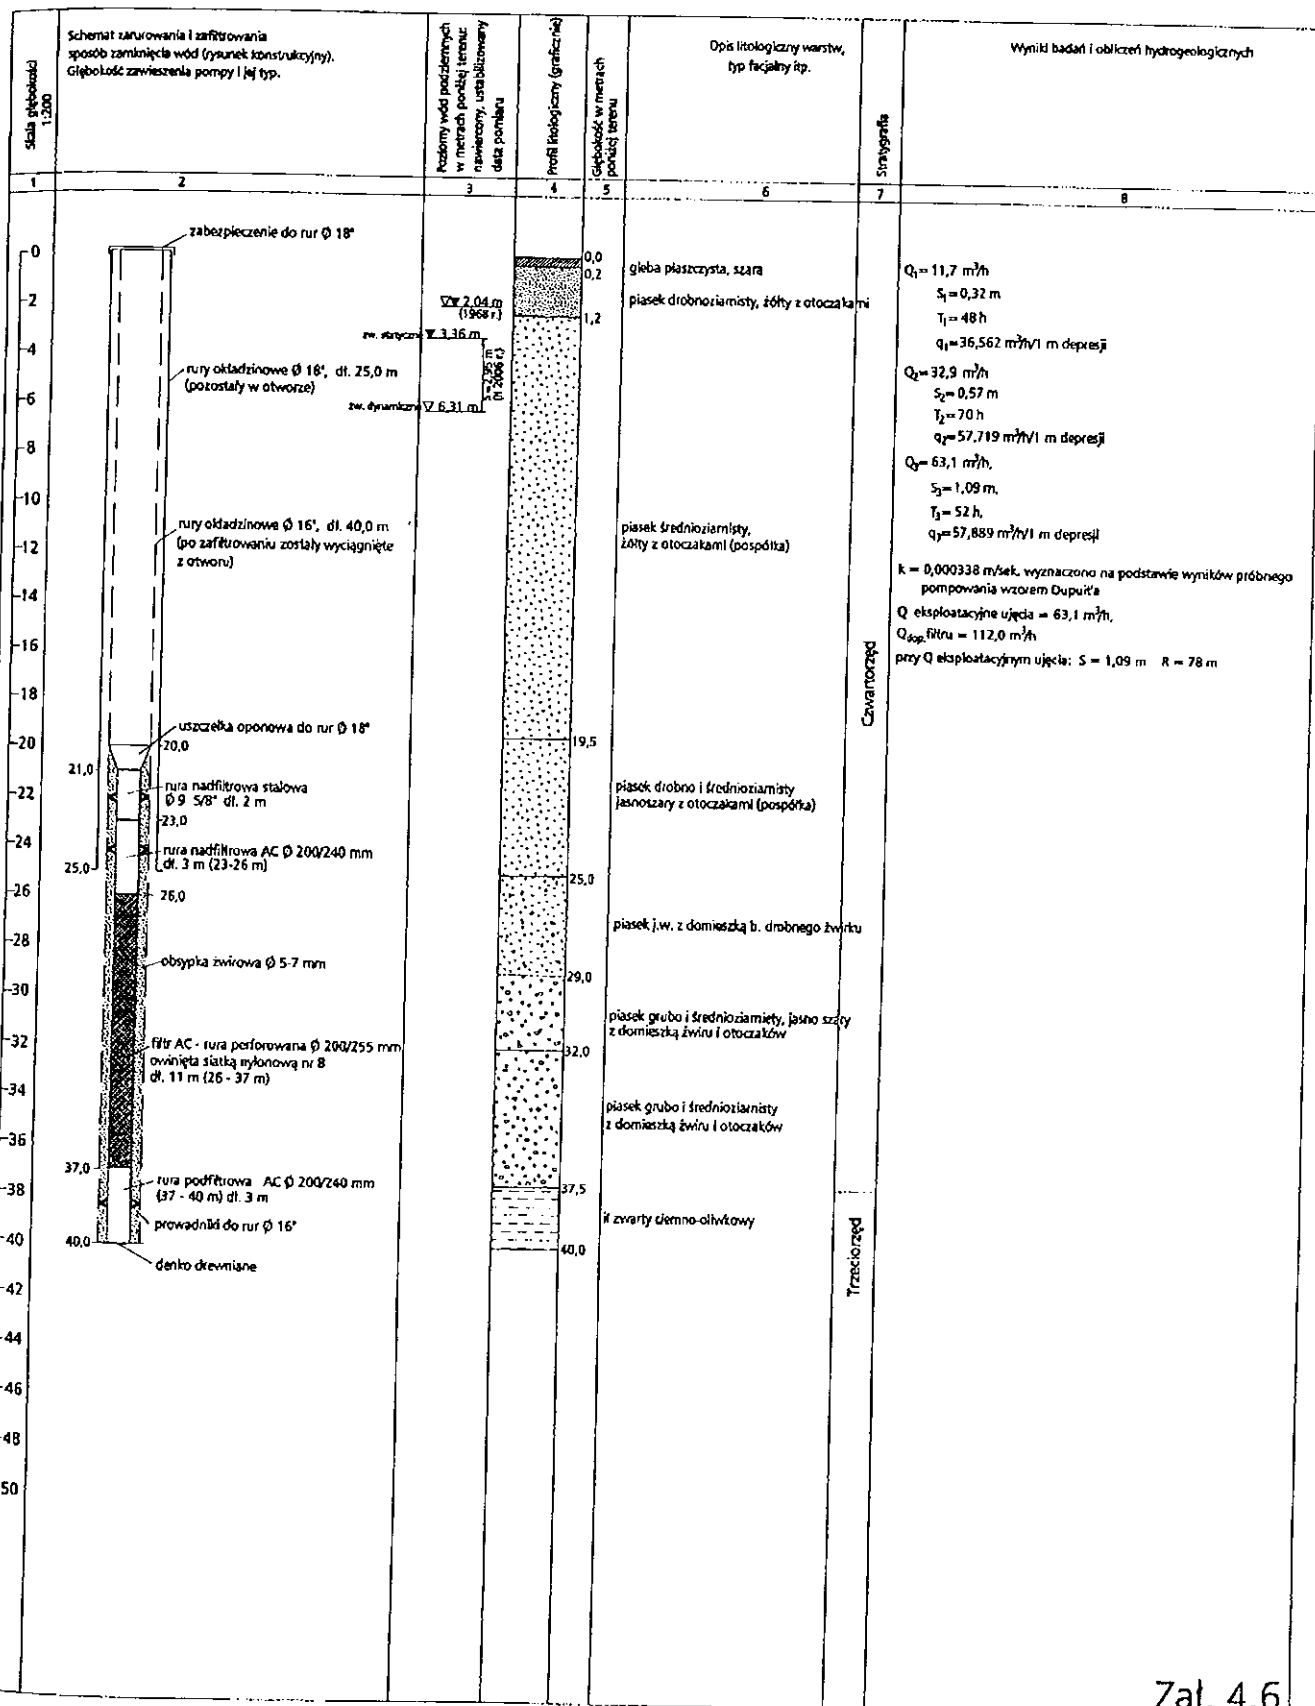 Skala głębokości
1:200
Schemat zarurowania i zafiltrowania
sposób zamknięcia wód (rysunek konstrukcyjny).
Głębokość zawieszenia pompy i jej typ.
Poziomy wód podziemnych
w metrach poniżej terenu:
nawiercony, ustabilizowany
data pomiaru
Profil litologiczny (graficznie)
Głębokość w metrach
poniżej terenu
Opis litologiczny warstw,
typ facjalny itp.
Stratygrafia
Wyniki badań i obliczeń hydrogeologicznych
1
2
3
4
5
6
7
8
0
2
4
6
8
10
12
14
16
18
20
22
24
26
28
30
32
34
36
38
40
42
44
46
48
50
zabezpieczenie do rur Ø 18"
rury okładzinowe Ø 18", dł. 25,0 m
(pozostały w otworze)
rury okładzinowe Ø 16", dł. 40,0 m
(po zafiltrowaniu zostały wyciągnięte
z otworu)
uszczelka oponowa do rur Ø 18"
20,0
21,0
rura nadfiltrowa stalowa
Ø 9 5/8" dł. 2 m
23,0
rura nadfiltrowa AC Ø 200/240 mm
dł. 3 m (23-26 m)
25,0
26,0
obsypka żwirowa Ø 5-7 mm
filtr AC - rura perforowana Ø 200/255 mm
owinięta siatką nylonową nr 8
dł. 11 m (26 - 37 m)
37,0
rura podfiltrowa AC Ø 200/240 mm
(37 - 40 m) dł. 3 m
prowadniki do rur Ø 16"
40,0
denko drewniane
2,04 m
(1968 r.)
zw. statyczne 3,36 m
s = 2,95 m
zw. dynamiczne 6,31 m
0,0
0,2
1,2
19,5
25,0
29,0
32,0
37,5
40,0
gleba piaszczysta, szara
piasek drobnoziarnisty, żółty z otoczakami
piasek średnioziarnisty,
żółty z otoczakami (pospółka)
piasek drobno i średnioziarnisty
jasnoszary z otoczakami (pospółka)
piasek j.w. z domieszką b. drobnego żwirku
piasek grubo i średnioziarnisty, jasno szary
z domieszką żwiru i otoczaków
piasek grubo i średnioziarnisty
z domieszką żwiru i otoczaków
ił zwarty ciemno-oliwkowy
Czwartorzęd
Trzeciorzęd
Q₁= 11,7 m³/h
S₁= 0,32 m
T₁= 48 h
q₁=36,562 m³/h/1 m depresji
Q₂= 32,9 m³/h
S₂= 0,57 m
T₂= 70 h
q₂=57,719 m³/h/1 m depresji
Q₃= 63,1 m³/h,
S₃= 1,09 m,
T₃= 52 h,
q₃=57,889 m³/h/1 m depresji
k = 0,000338 m/sek. wyznaczono na podstawie wyników próbnego
pompowania wzorem Dupuit'a
Q eksploatacyjne ujęcia = 63,1 m³/h,
Q dop. filtru = 112,0 m³/h
przy Q eksploatacyjnym ujęcia: S = 1,09 m R = 78 m
Zał. 4.6